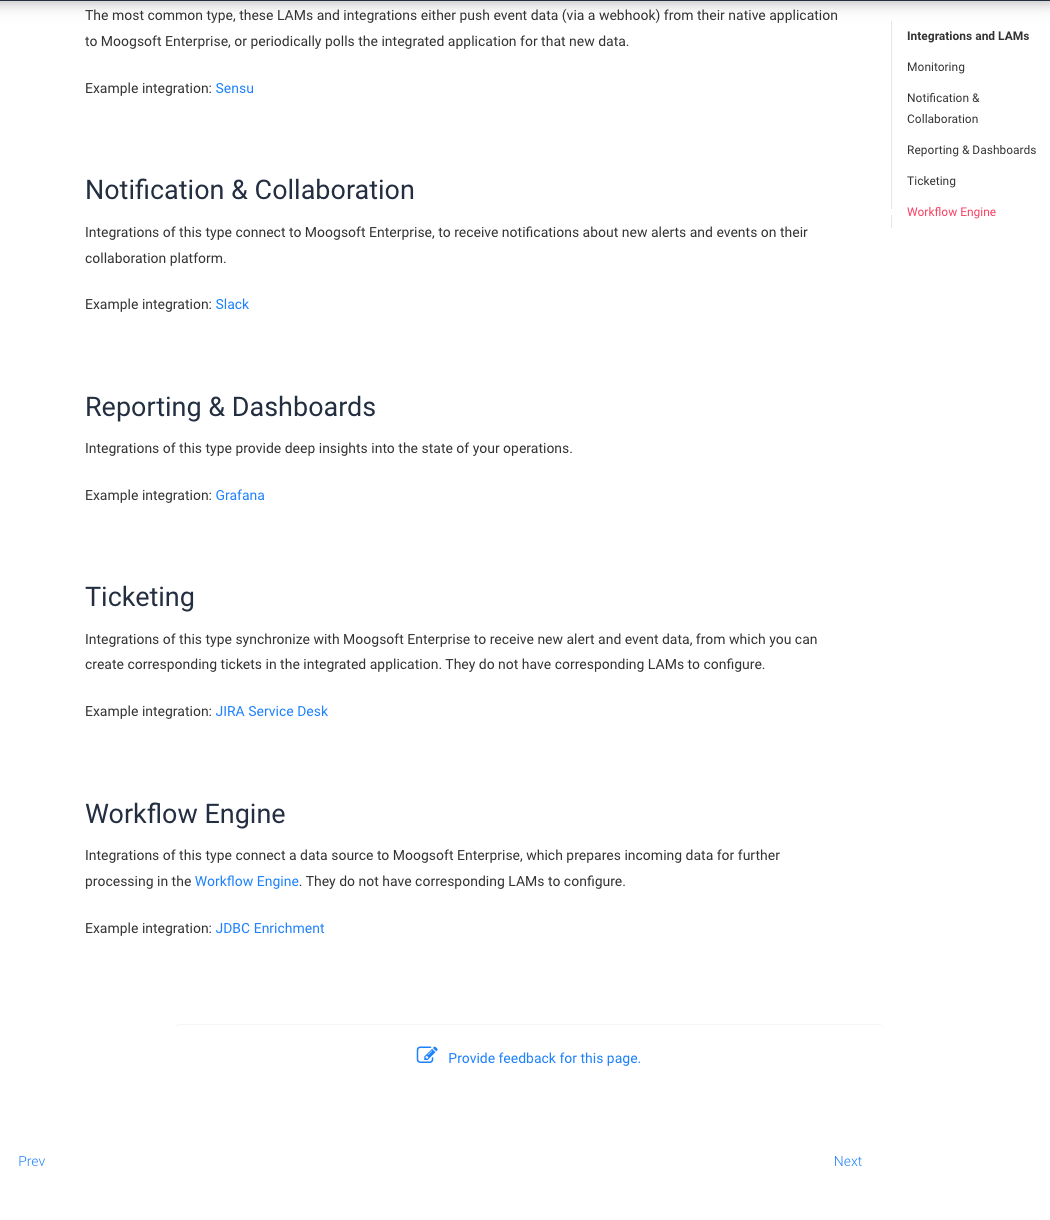 The most common type, these LAMs and integrations either push event data (via a webhook) from their native application
to Moogsoft Enterprise, or periodically polls the integrated application for that new data.
Example integration: Sensu
Notification & Collaboration
Integrations of this type connect to Moogsoft Enterprise, to receive notifications about new alerts and events on their
collaboration platform.
Example integration: Slack
Reporting & Dashboards
Integrations of this type provide deep insights into the state of your operations.
Example integration: Grafana
Ticketing
Integrations of this type synchronize with Moogsoft Enterprise to receive new alert and event data, from which you can
create corresponding tickets in the integrated application. They do not have corresponding LAMs to configure.
Example integration: JIRA Service Desk
Workflow Engine
Integrations of this type connect a data source to Moogsoft Enterprise, which prepares incoming data for further
processing in the Workflow Engine. They do not have corresponding LAMs to configure.
Example integration: JDBC Enrichment
Provide feedback for this page.
Prev
Next
Integrations and LAMs
Monitoring
Notification &
Collaboration
Reporting & Dashboards
Ticketing
Workflow Engine